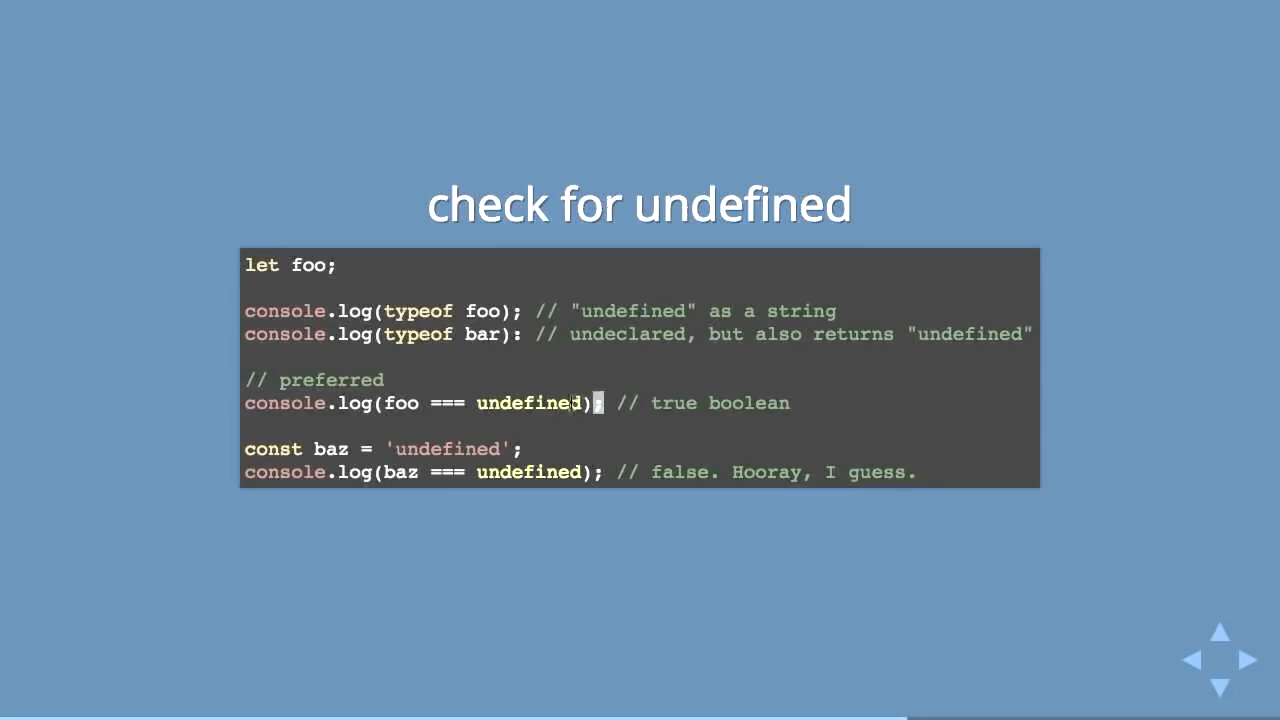 check for undefined
let foo;
console.log(typeof foo); // "undefined" as a string
console.log(typeof bar): // undeclared, but also returns "undefined"
// preferred
console.log(foo === undefined); // true boolean
const baz = 'undefined';
console.log(baz === undefined); // false. Hooray, I guess.